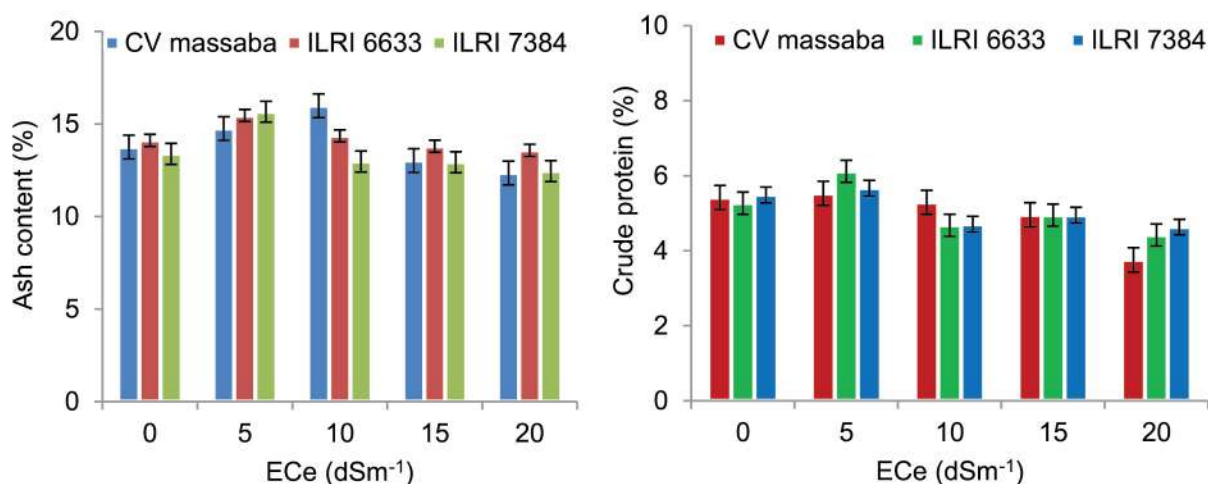 20
CV massaba ILRI 6633 ILRI 7384
15
10
5
0
Ash content (%)
0 5 10 15 20
ECe (dSm-1)
10
CV massaba ILRI 6633 ILRI 7384
8
6
4
2
0
Crude protein (%)
0 5 10 15 20
ECe (dSm-1)